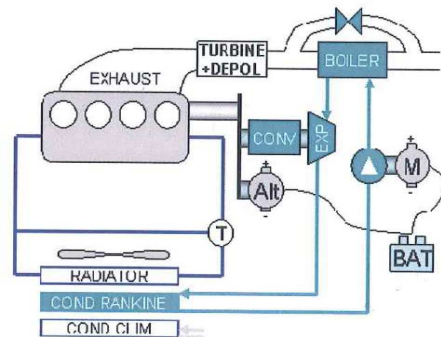 TURBINE
+DEPOL
BOILER
EXHAUST
CONV
EXP
+
M
-
+
Alt
-
T
BAT
RADIATOR
COND RANKINE
COND CLIM